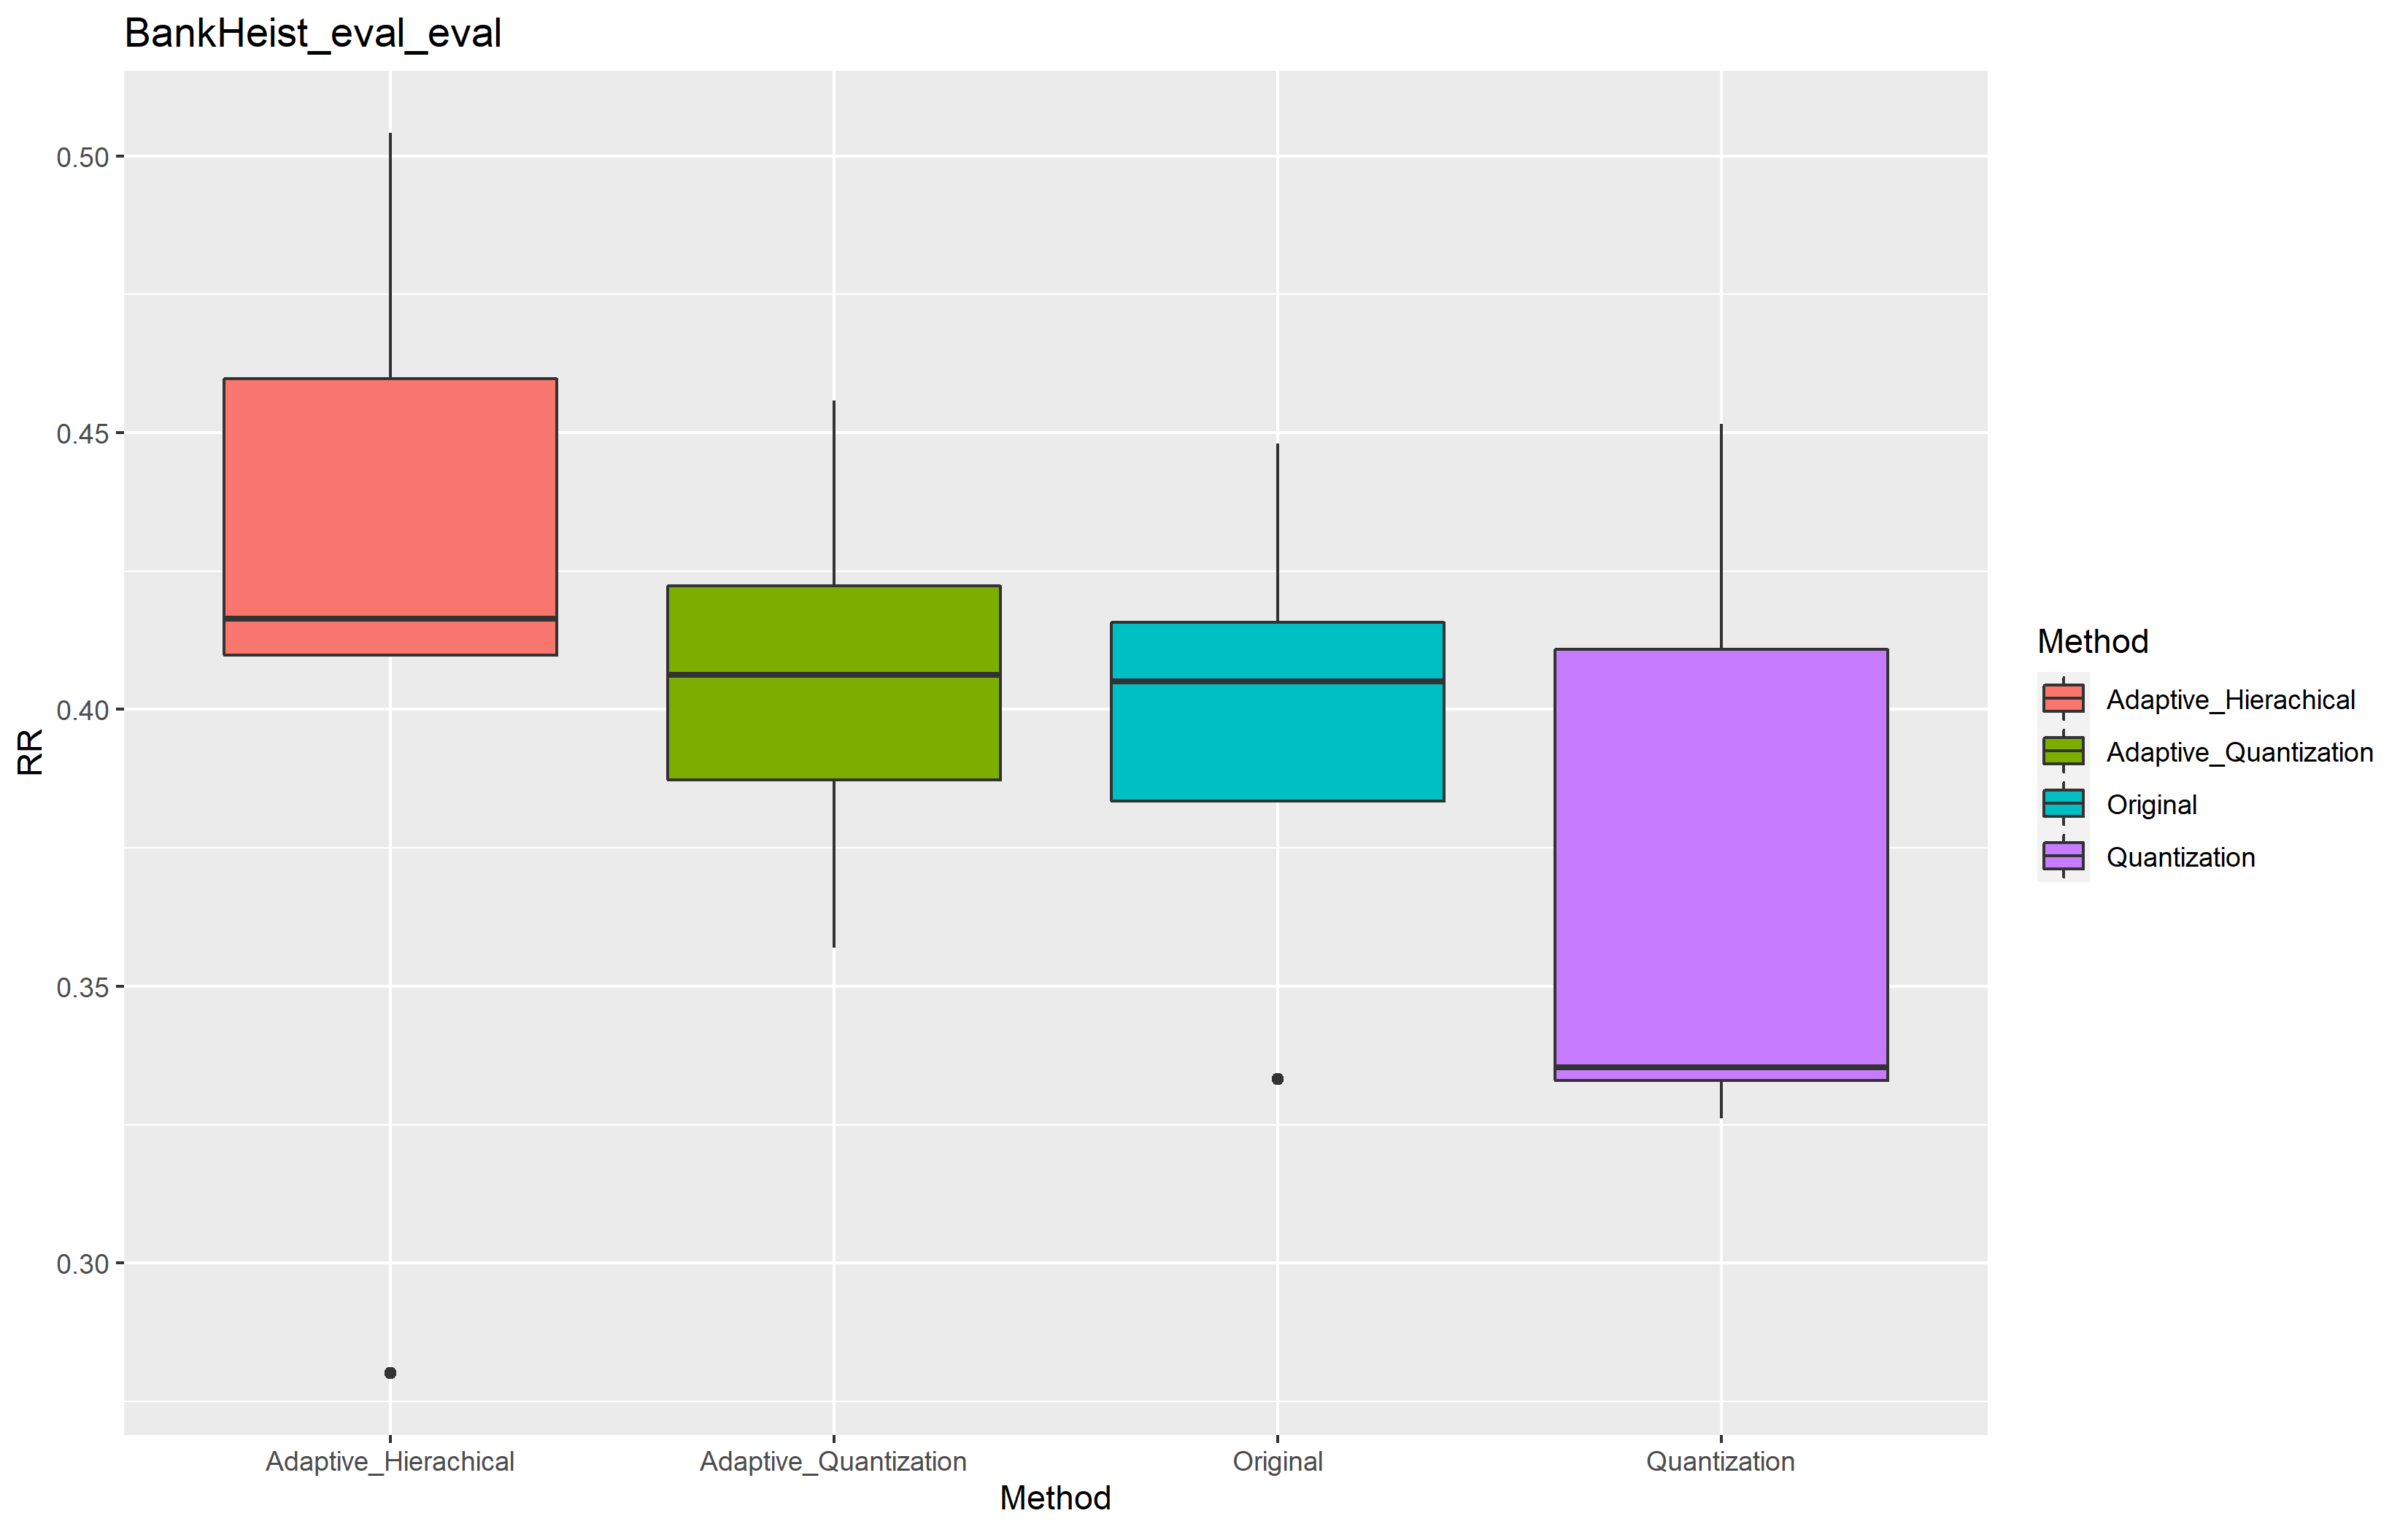 BankHeist_eval_eval
RR
0.50
0.45
0.40
0.35
0.30
Adaptive_Hierachical
Adaptive_Quantization
Original
Quantization
Method
Method
Adaptive_Hierachical
Adaptive_Quantization
Original
Quantization